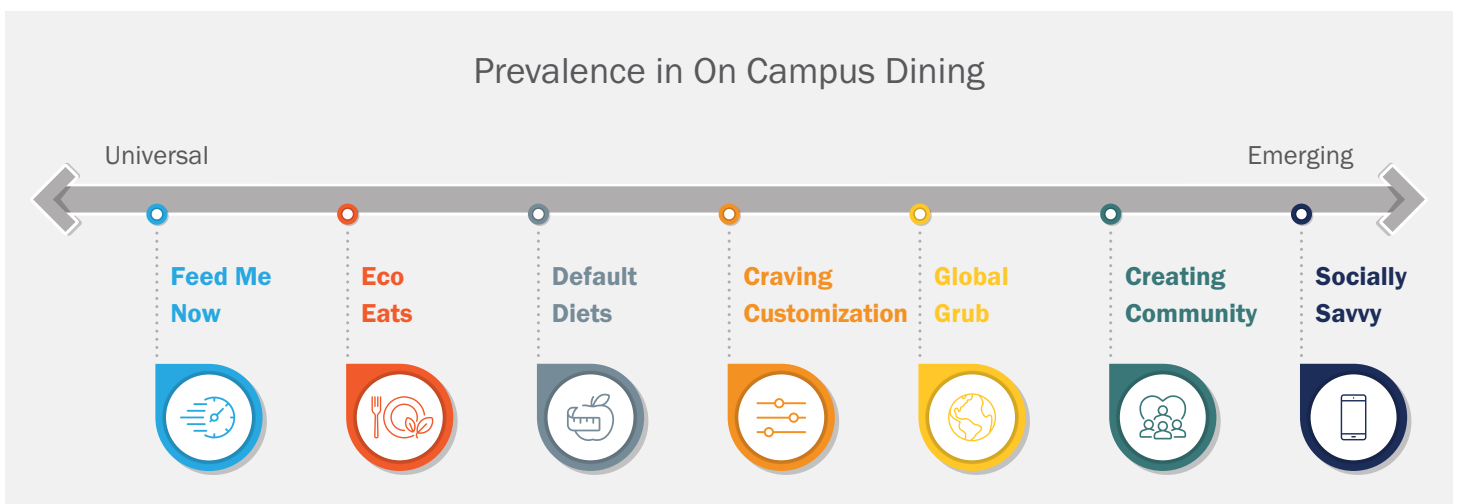 Prevalence in On Campus Dining
Universal
Emerging
Feed Me
Now
Eco
Eats
Default
Diets
Craving
Customization
Global
Grub
Creating
Community
Socially
Savvy